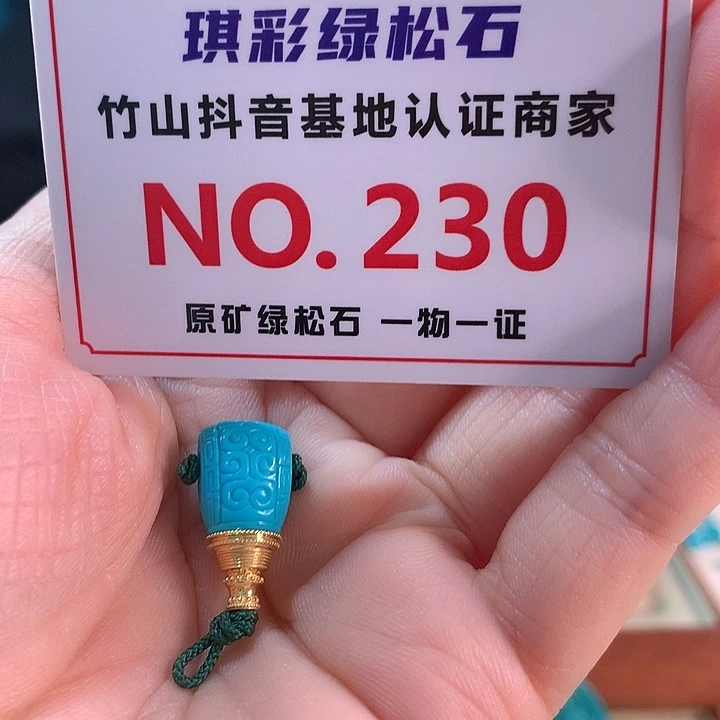 琪彩绿松石
竹山抖音基地认证商家
NO.230
原矿绿松石 一物一证